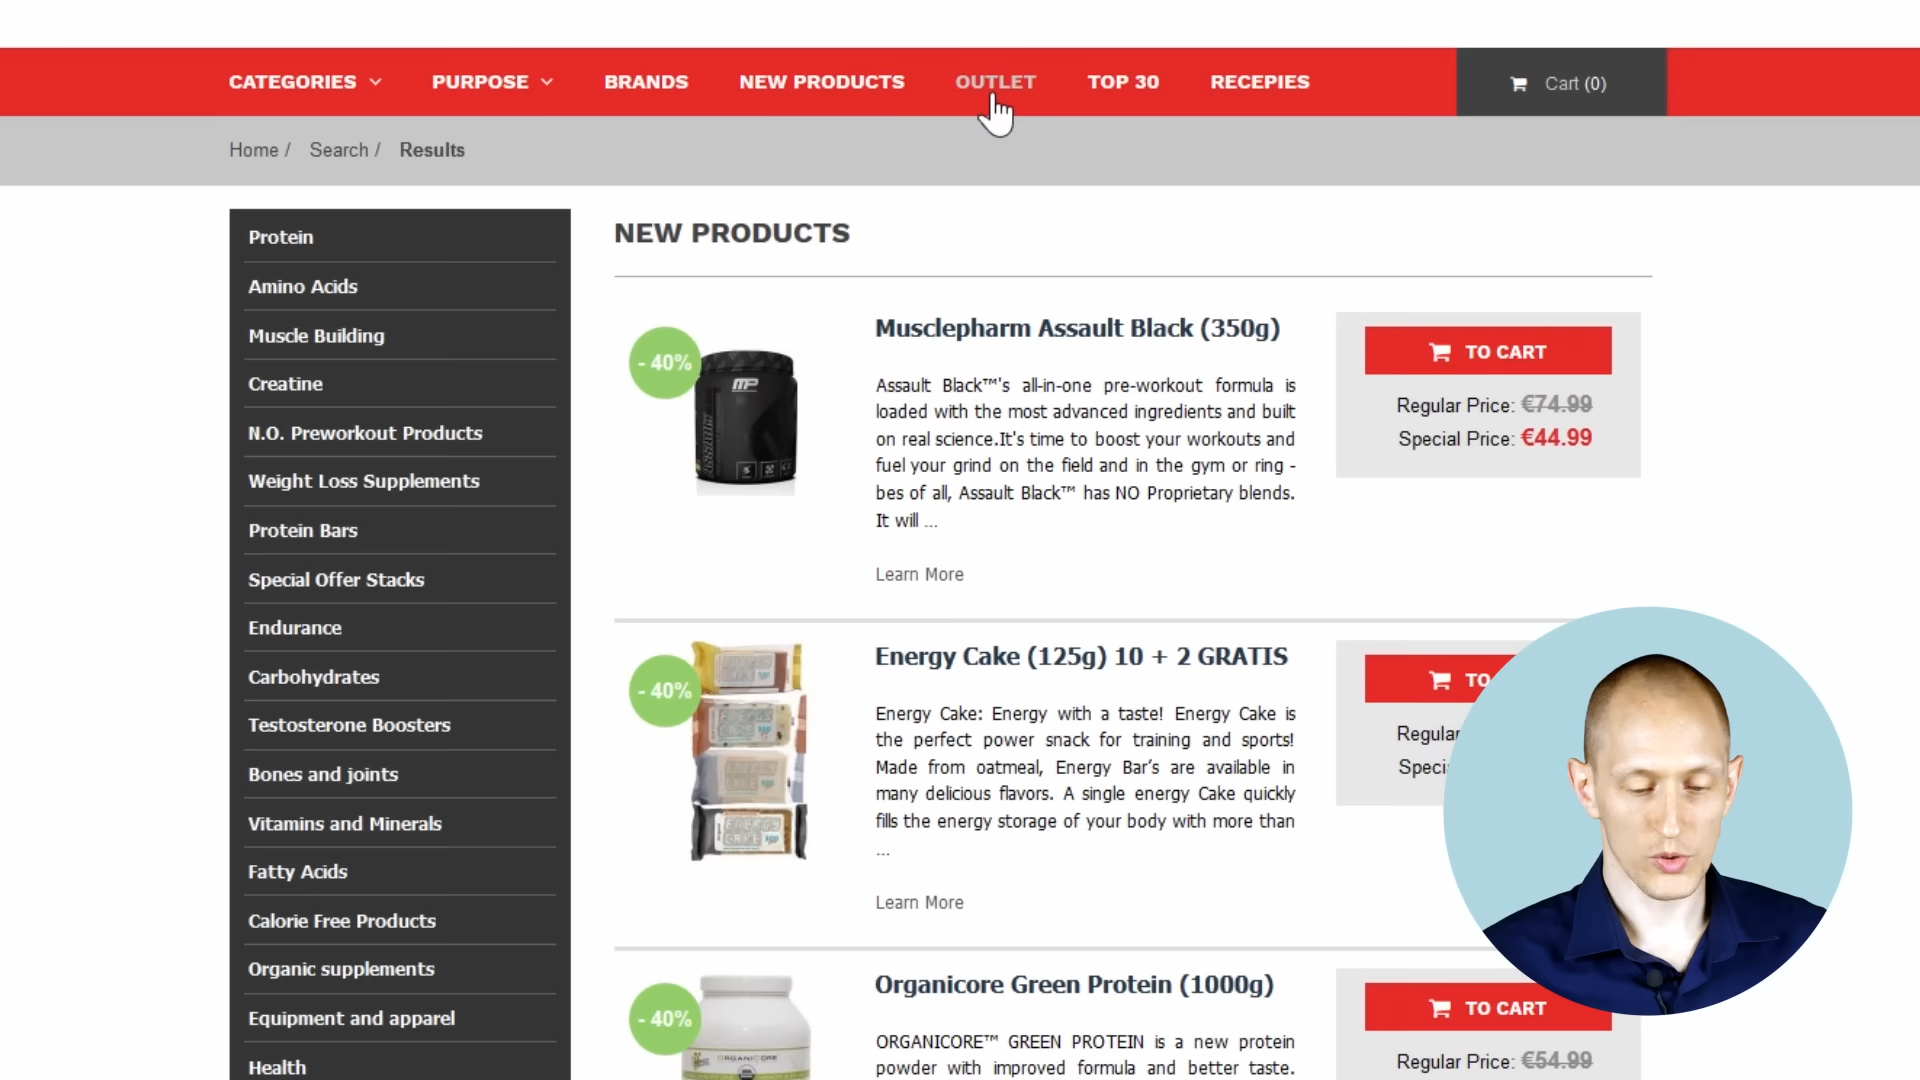 CATEGORIES PURPOSE BRANDS NEW PRODUCTS OUTLET TOP 30 RECEPIES Cart (0)
Home / Search / Results
Protein
Amino Acids
Muscle Building
Creatine
N.O. Preworkout Products
Weight Loss Supplements
Protein Bars
Special Offer Stacks
Endurance
Carbohydrates
Testosterone Boosters
Bones and joints
Vitamins and Minerals
Fatty Acids
Calorie Free Products
Organic supplements
Equipment and apparel
Health
NEW PRODUCTS
- 40%
MP
Musclepharm Assault Black (350g)
Assault Black™'s all-in-one pre-workout formula is
loaded with the most advanced ingredients and built
on real science.It's time to boost your workouts and
fuel your grind on the field and in the gym or ring -
bes of all, Assault Black™ has NO Proprietary blends.
It will ...
Learn More
TO CART
Regular Price: €74.99
Special Price: €44.99
- 40%
ENERGY
CAKE
Energy Cake (125g) 10 + 2 GRATIS
Energy Cake: Energy with a taste! Energy Cake is
the perfect power snack for training and sports!
Made from oatmeal, Energy Bar’s are available in
many delicious flavors. A single energy Cake quickly
fills the energy storage of your body with more than
...
Learn More
TO
Regular
Speci
- 40%
ORGANICORE
Organicore Green Protein (1000g)
ORGANICORE™ GREEN PROTEIN is a new protein
powder with improved formula and better taste.
TO CART
Regular Price: €54.99